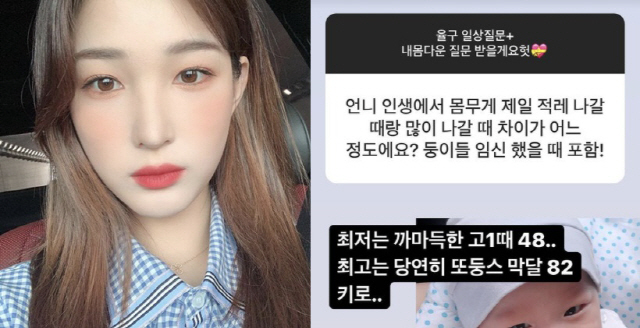 율구 일상질문+
내몸다운 질문 받을게요헛💝
언니 인생에서 몸무게 제일 적레 나갈
때랑 많이 나갈 때 차이가 어느
정도에요? 둥이들 임신 했을 때 포함!
최저는 까마득한 고1때 48..
최고는 당연히 또둥스 막달 82
키로..